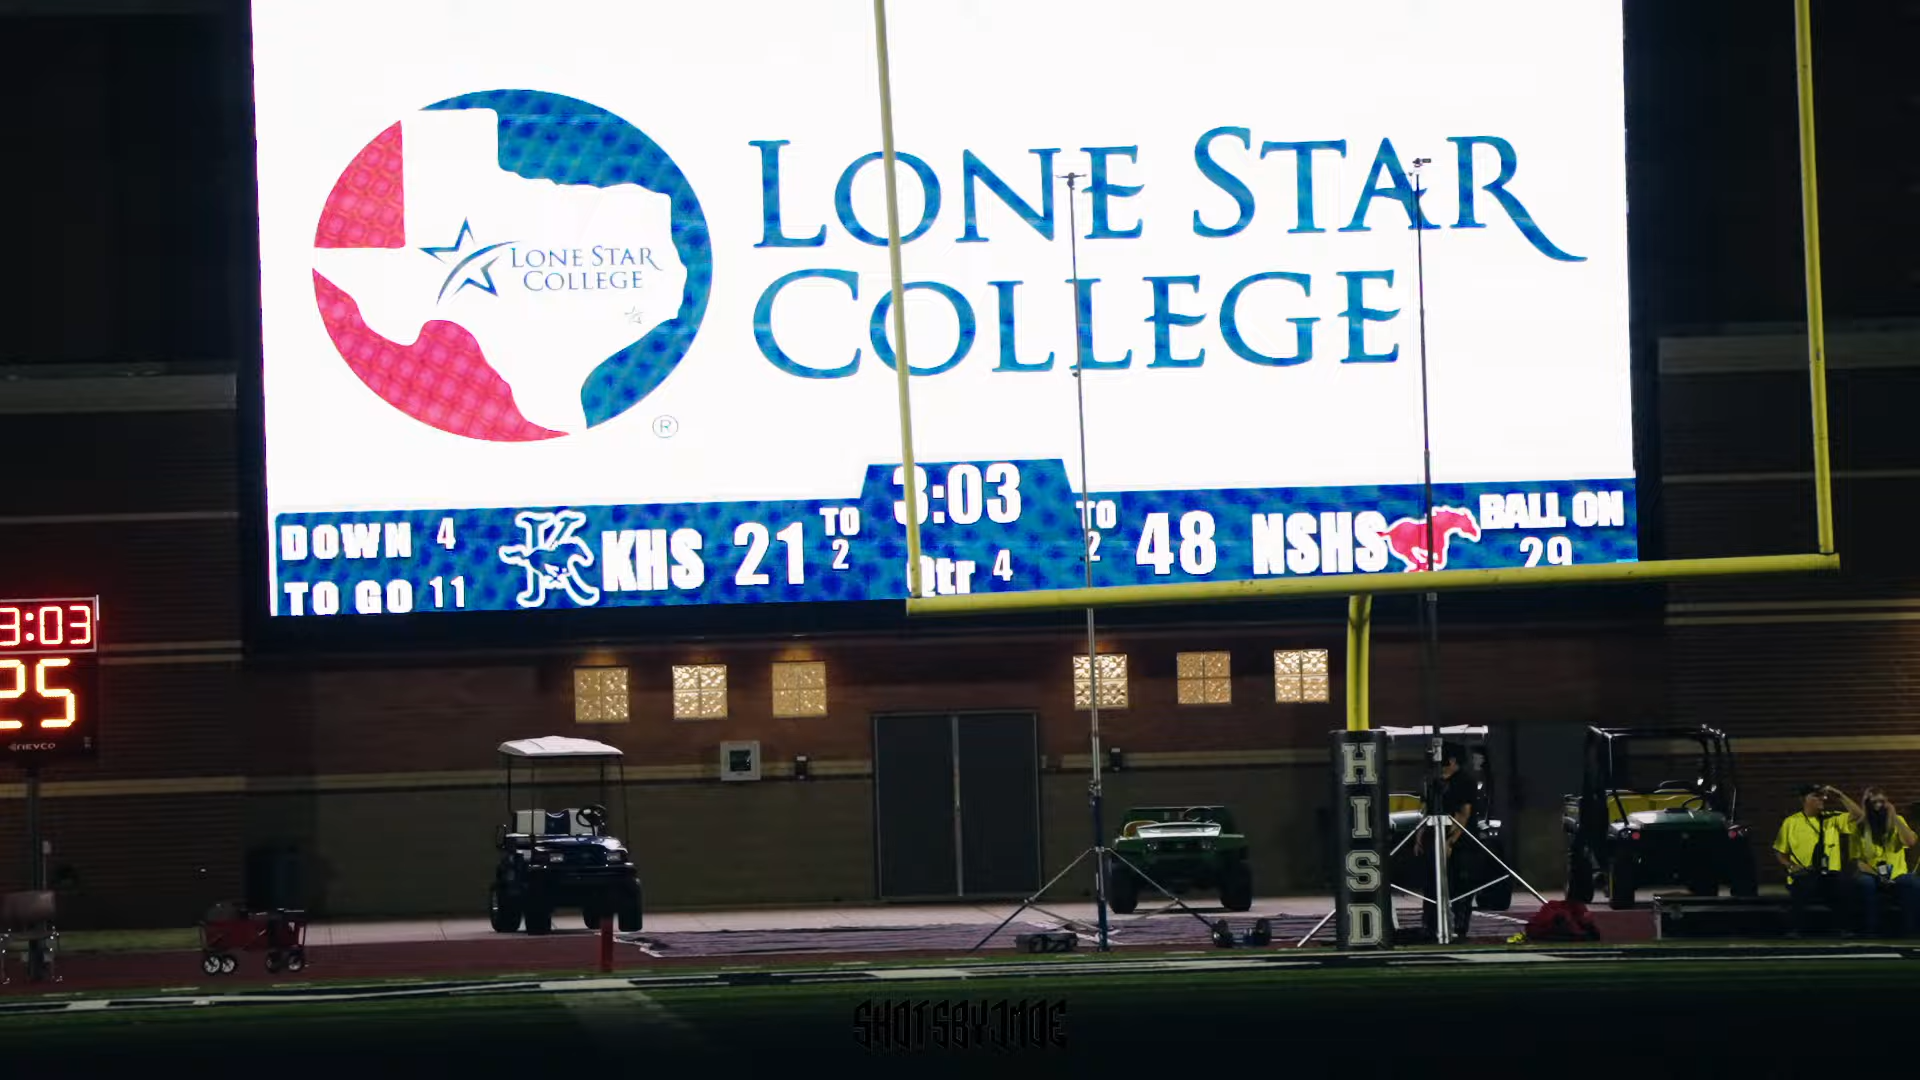 LONE STAR
COLLEGE
LONE STAR
COLLEGE
®
3:03
DOWN 4
TO GO 11
KHS 21
TO
2
Qtr 4
TO
2
48 NSHS
BALL ON
29
3:03
25
NEVCO
HISD
SHOTSBYJMOE